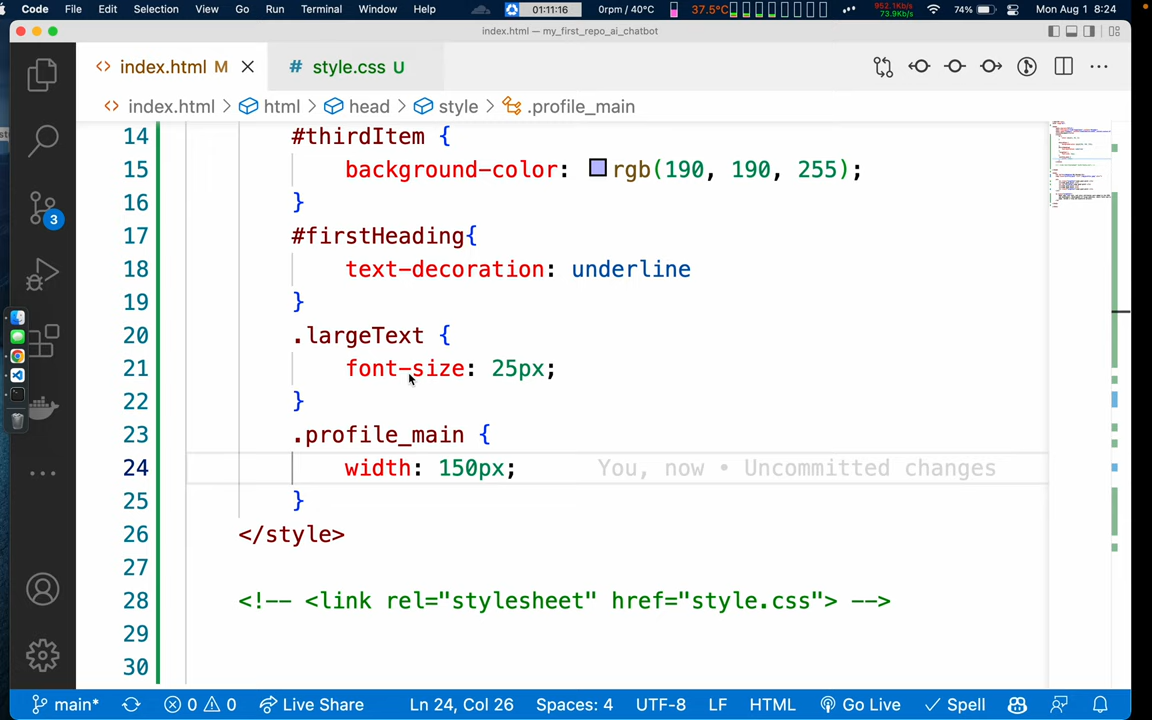 Code File Edit Selection View Go Run Terminal Window Help 01:11:16 0rpm / 40°C 37.5°C 952.1Kb/s 73.9Kb/s 74% Mon Aug 1 8:24
index.html — my_first_repo_ai_chatbot
<> index.html M # style.css U
<> index.html > html > head > style > .profile_main
14 #thirdItem {
15 background-color: rgb(190, 190, 255);
16 }
17 #firstHeading{
18 text-decoration: underline
19 }
20 .largeText {
21 font-size: 25px;
22 }
23 .profile_main {
24 width: 150px; You, now • Uncommitted changes
25 }
26 </style>
27
28 <!-- <link rel="stylesheet" href="style.css"> -->
29
30
3
main* 0 0 Live Share Ln 24, Col 26 Spaces: 4 UTF-8 LF HTML Go Live Spell